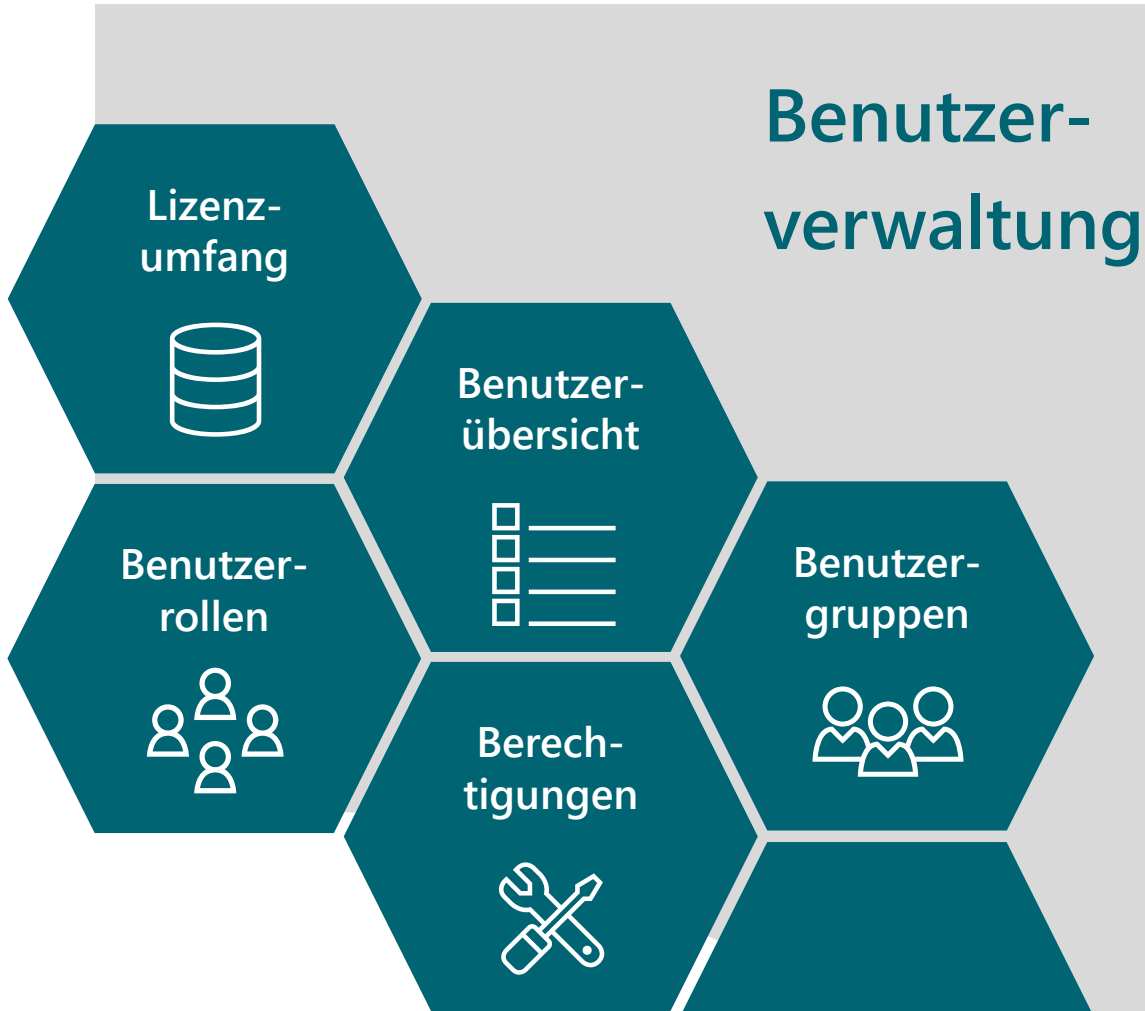 Benutzer-
verwaltung
Lizenz-
umfang
Benutzer-
übersicht
Benutzer-
rollen
Benutzer-
gruppen
Berech-
tigungen